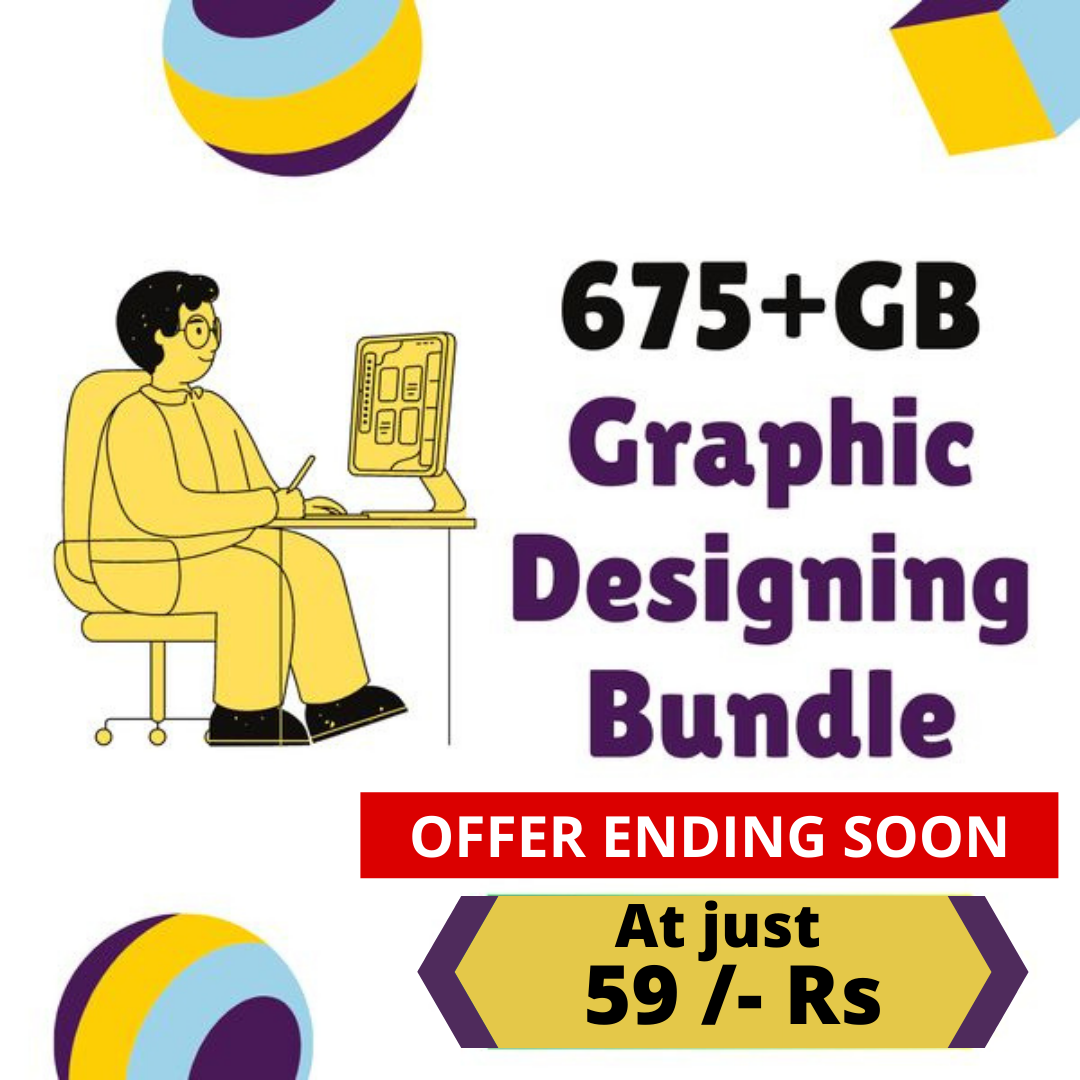 675+GB
Graphic
Designing
Bundle
OFFER ENDING SOON
At just
59 /- Rs